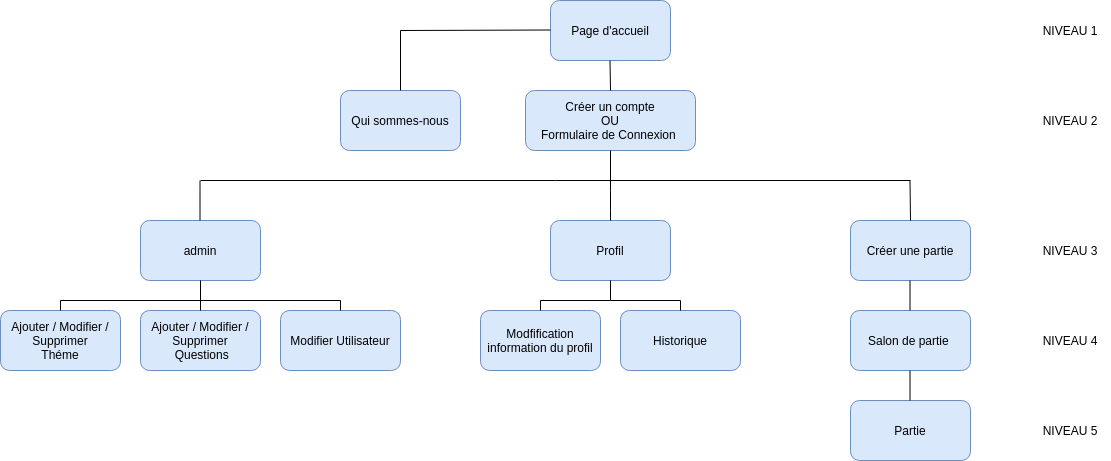 Page d'accueil
NIVEAU 1
Qui sommes-nous
Créer un compte
OU
Formulaire de Connexion
NIVEAU 2
admin
Profil
Créer une partie
NIVEAU 3
Ajouter / Modifier /
Supprimer
Théme
Ajouter / Modifier /
Supprimer
Questions
Modifier Utilisateur
Modfification
information du profil
Historique
Salon de partie
NIVEAU 4
Partie
NIVEAU 5